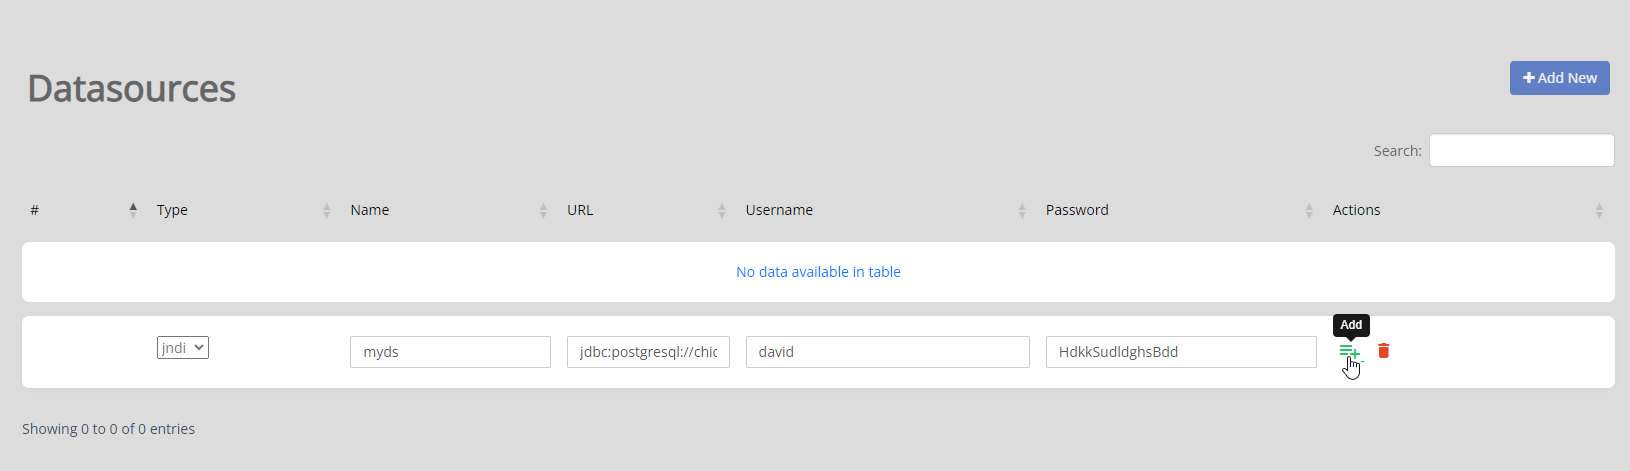 Datasources
Add New
Search:
# Type Name URL Username Password Actions
No data available in table
Add
jndi myds jdbc:postgresql://chic david HdkkSudldghsBdd
Showing 0 to 0 of 0 entries